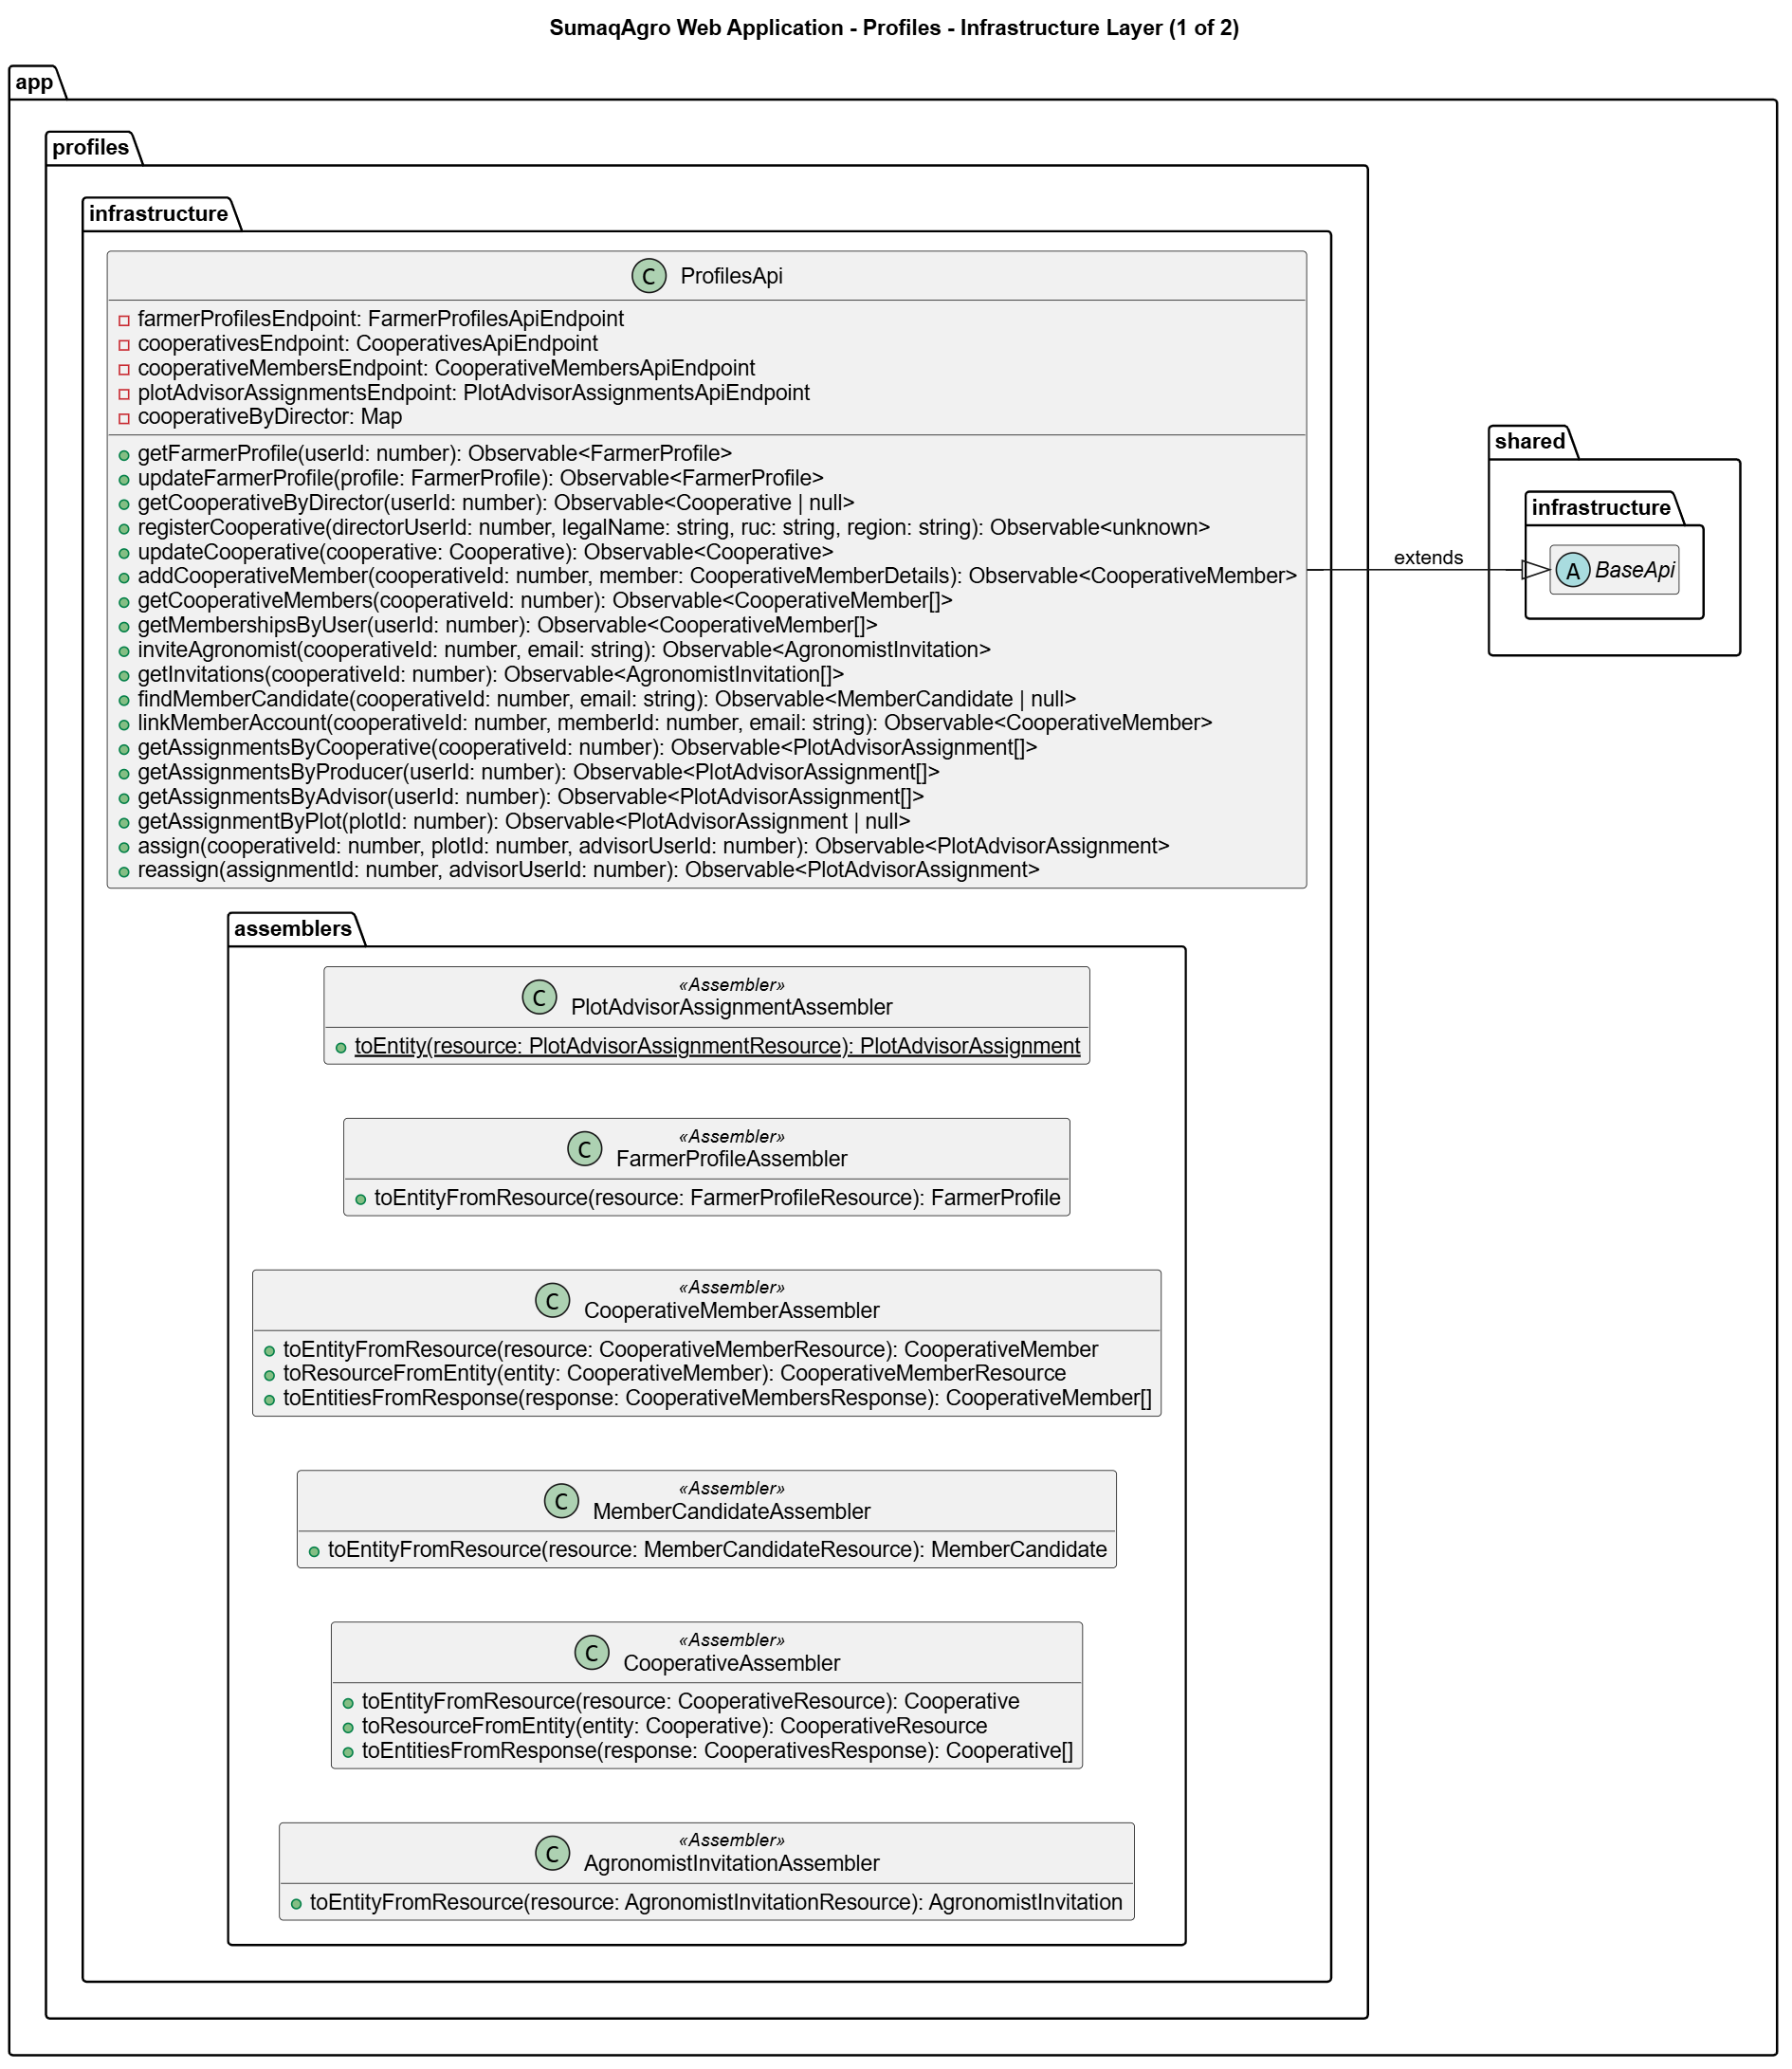 SumaqAgro Web Application - Profiles - Infrastructure Layer (1 of 2)
app
profiles
infrastructure
C ProfilesApi
farmerProfilesEndpoint: FarmerProfilesApiEndpoint
cooperativesEndpoint: CooperativesApiEndpoint
cooperativeMembersEndpoint: CooperativeMembersApiEndpoint
plotAdvisorAssignmentsEndpoint: PlotAdvisorAssignmentsApiEndpoint
cooperativeByDirector: Map
getFarmerProfile(userId: number): Observable<FarmerProfile>
updateFarmerProfile(profile: FarmerProfile): Observable<FarmerProfile>
getCooperativeByDirector(userId: number): Observable<Cooperative | null>
registerCooperative(directorUserId: number, legalName: string, ruc: string, region: string): Observable<unknown>
updateCooperative(cooperative: Cooperative): Observable<Cooperative>
addCooperativeMember(cooperativeId: number, member: CooperativeMemberDetails): Observable<CooperativeMember>
getCooperativeMembers(cooperativeId: number): Observable<CooperativeMember[]>
getMembershipsByUser(userId: number): Observable<CooperativeMember[]>
inviteAgronomist(cooperativeId: number, email: string): Observable<AgronomistInvitation>
getInvitations(cooperativeId: number): Observable<AgronomistInvitation[]>
findMemberCandidate(cooperativeId: number, email: string): Observable<MemberCandidate | null>
linkMemberAccount(cooperativeId: number, memberId: number, email: string): Observable<CooperativeMember>
getAssignmentsByCooperative(cooperativeId: number): Observable<PlotAdvisorAssignment[]>
getAssignmentsByProducer(userId: number): Observable<PlotAdvisorAssignment[]>
getAssignmentsByAdvisor(userId: number): Observable<PlotAdvisorAssignment[]>
getAssignmentByPlot(plotId: number): Observable<PlotAdvisorAssignment | null>
assign(cooperativeId: number, plotId: number, advisorUserId: number): Observable<PlotAdvisorAssignment>
reassign(assignmentId: number, advisorUserId: number): Observable<PlotAdvisorAssignment>
extends
shared
infrastructure
A BaseApi
assemblers
«Assembler»
C PlotAdvisorAssignmentAssembler
toEntity(resource: PlotAdvisorAssignmentResource): PlotAdvisorAssignment
«Assembler»
C FarmerProfileAssembler
toEntityFromResource(resource: FarmerProfileResource): FarmerProfile
«Assembler»
C CooperativeMemberAssembler
toEntityFromResource(resource: CooperativeMemberResource): CooperativeMember
toResourceFromEntity(entity: CooperativeMember): CooperativeMemberResource
toEntitiesFromResponse(response: CooperativeMembersResponse): CooperativeMember[]
«Assembler»
C MemberCandidateAssembler
toEntityFromResource(resource: MemberCandidateResource): MemberCandidate
«Assembler»
C CooperativeAssembler
toEntityFromResource(resource: CooperativeResource): Cooperative
toResourceFromEntity(entity: Cooperative): CooperativeResource
toEntitiesFromResponse(response: CooperativesResponse): Cooperative[]
«Assembler»
C AgronomistInvitationAssembler
toEntityFromResource(resource: AgronomistInvitationResource): AgronomistInvitation